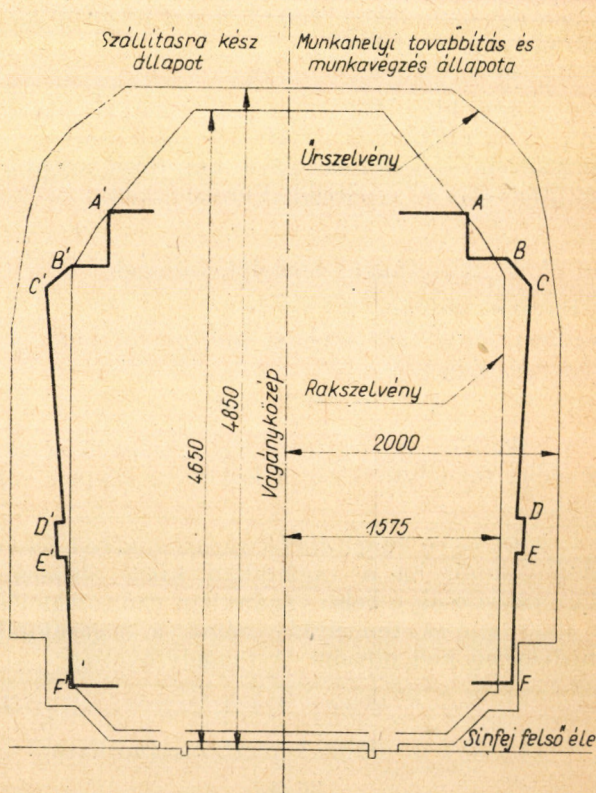 Szállításra kész
állapot
Munkahelyi továbbítás és
munkavégzés állapota
Űrszelvény
A'
A
B'
B
C'
C
4850
4650
Vágányközép
Rakszelvény
2000
D'
D
1575
E'
E
F'
F
Sínfej felső éle